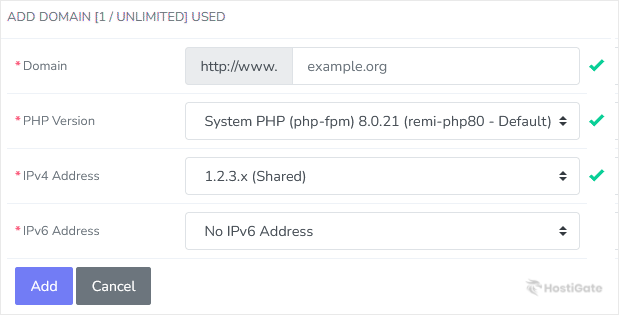 ADD DOMAIN [1 / UNLIMITED] USED
* Domain http://www. example.org
* PHP Version System PHP (php-fpm) 8.0.21 (remi-php80 - Default)
* IPv4 Address 1.2.3.x (Shared)
* IPv6 Address No IPv6 Address
Add Cancel HostiGate